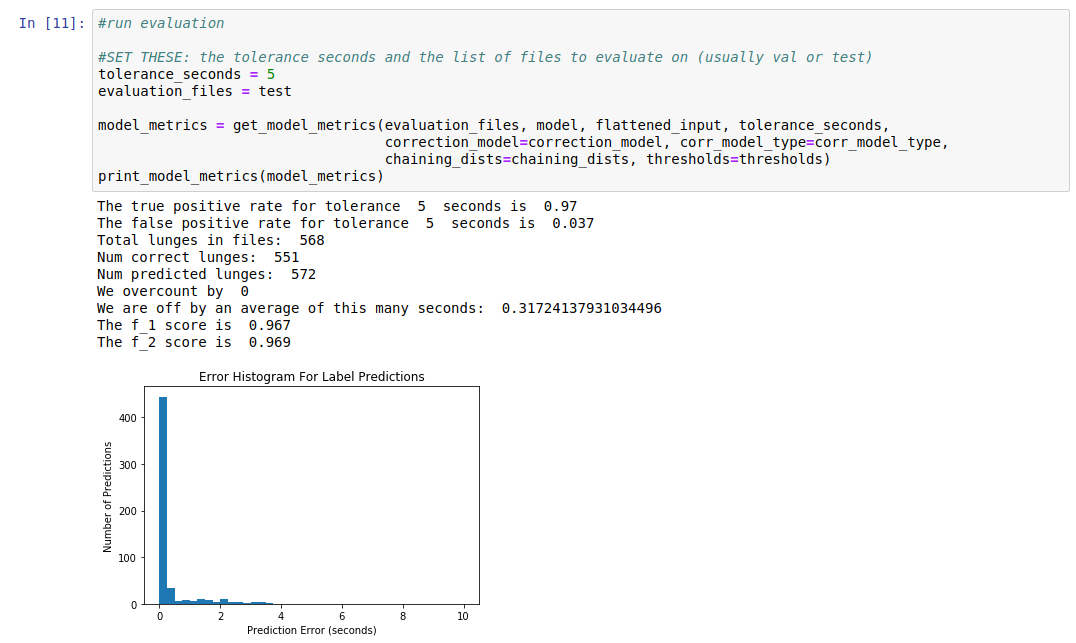 In [11]:
#run evaluation
#SET THESE: the tolerance seconds and the list of files to evaluate on (usually val or test)
tolerance_seconds = 5
evaluation_files = test
model_metrics = get_model_metrics(evaluation_files, model, flattened_input, tolerance_seconds,
correction_model=correction_model, corr_model_type=corr_model_type,
chaining_dists=chaining_dists, thresholds=thresholds)
print_model_metrics(model_metrics)
The true positive rate for tolerance  5  seconds is  0.97
The false positive rate for tolerance  5  seconds is  0.037
Total lunges in files:  568
Num correct lunges:  551
Num predicted lunges:  572
We overcount by  0
We are off by an average of this many seconds:  0.31724137931034496
The f_1 score is  0.967
The f_2 score is  0.969
Error Histogram For Label Predictions
Number of Predictions
400
300
200
100
0
0 2 4 6 8 10
Prediction Error (seconds)